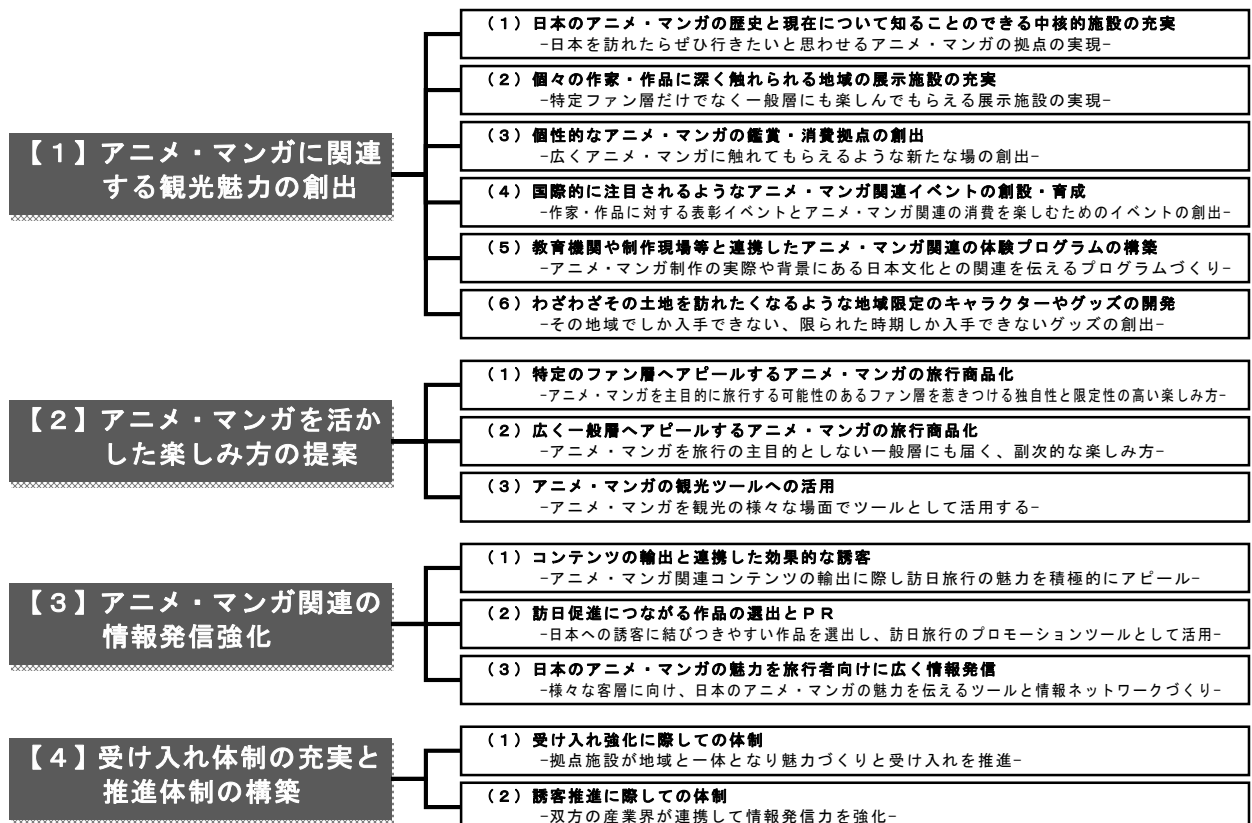 【１】アニメ・マンガに関連
する観光魅力の創出
（１）日本のアニメ・マンガの歴史と現在について知ることのできる中核的施設の充実
-日本を訪れたらぜひ行きたいと思わせるアニメ・マンガの拠点の実現-
（２）個々の作家・作品に深く触れられる地域の展示施設の充実
-特定ファン層だけでなく一般層にも楽しんでもらえる展示施設の実現-
（３）個性的なアニメ・マンガの鑑賞・消費拠点の創出
-広くアニメ・マンガに触れてもらえるような新たな場の創出-
（４）国際的に注目されるようなアニメ・マンガ関連イベントの創設・育成
-作家・作品に対する表彰イベントとアニメ・マンガ関連の消費を楽しむためのイベントの創出-
（５）教育機関や制作現場等と連携したアニメ・マンガ関連の体験プログラムの構築
-アニメ・マンガ制作の実際や背景にある日本文化との関連を伝えるプログラムづくり-
（６）わざわざその土地を訪れたくなるような地域限定のキャラクターやグッズの開発
-その地域でしか入手できない、限られた時期しか入手できないグッズの創出-
【２】アニメ・マンガを活か
した楽しみ方の提案
（１）特定のファン層へアピールするアニメ・マンガの旅行商品化
-アニメ・マンガを主目的に旅行する可能性のあるファン層を惹きつける独自性と限定性の高い楽しみ方-
（２）広く一般層へアピールするアニメ・マンガの旅行商品化
-アニメ・マンガを旅行の主目的としない一般層にも届く、副次的な楽しみ方-
（３）アニメ・マンガの観光ツールへの活用
-アニメ・マンガを観光の様々な場面でツールとして活用する-
【３】アニメ・マンガ関連の
情報発信強化
（１）コンテンツの輸出と連携した効果的な誘客
-アニメ・マンガ関連コンテンツの輸出に際し訪日旅行の魅力を積極的にアピール-
（２）訪日促進につながる作品の選出とＰＲ
-日本への誘客に結びつきやすい作品を選出し、訪日旅行のプロモーションツールとして活用-
（３）日本のアニメ・マンガの魅力を旅行者向けに広く情報発信
-様々な客層に向け、日本のアニメ・マンガの魅力を伝えるツールと情報ネットワークづくり-
【４】受け入れ体制の充実と
推進体制の構築
（１）受け入れ強化に際しての体制
-拠点施設が地域と一体となり魅力づくりと受け入れを推進-
（２）誘客推進に際しての体制
-双方の産業界が連携して情報発信力を強化-